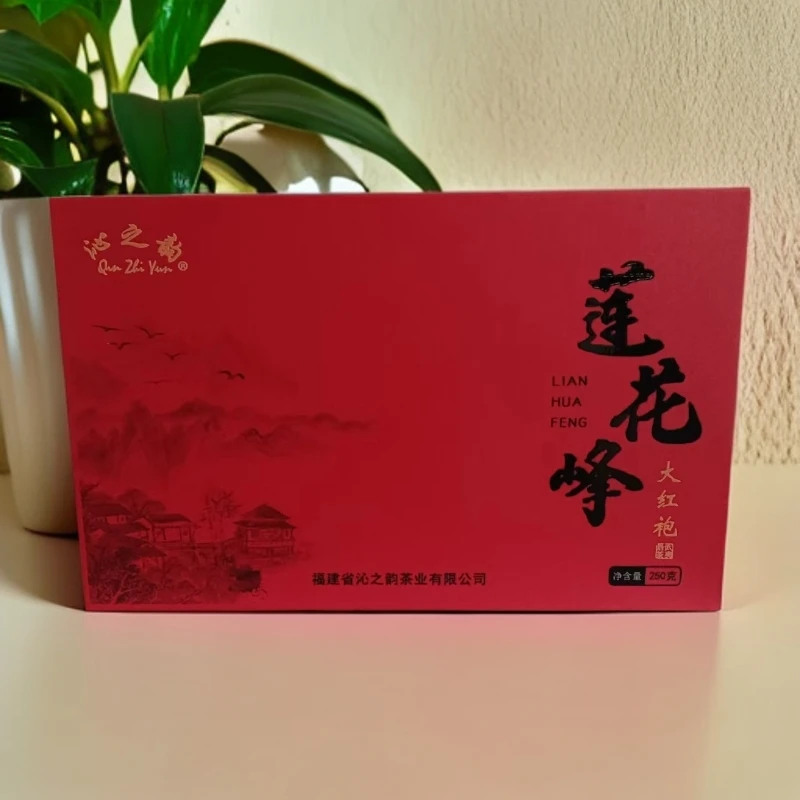 沁之韵
Qin Zhi Yun®
莲花峰
LIAN
HUA
FENG
大红袍
净含量 250克
福建省沁之韵茶业有限公司